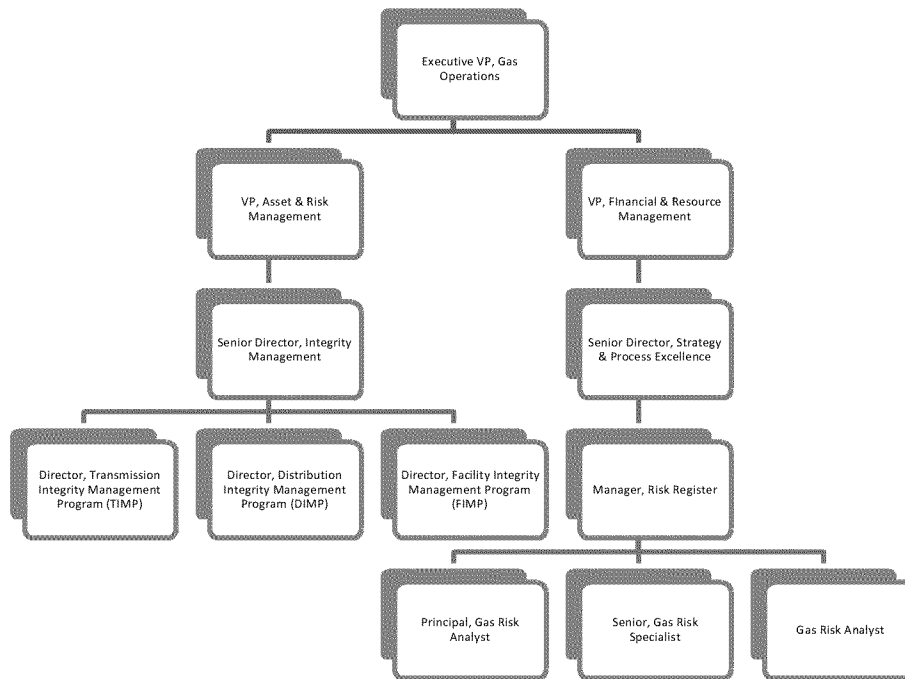 Executive VP, Gas
Operations
VP, Asset & Risk
Management
VP, FInancial & Resource
Management
Senior Director, Integrity
Management
Senior Director, Strategy
& Process Excellence
Director, Transmission
Integrity Management
Program (TIMP)
Director, Distribution
Integrity Management
Program (DIMP)
Director, Facility Integrity
Management Program
(FIMP)
Manager, Risk Register
Principal, Gas Risk
Analyst
Senior, Gas Risk
Specialist
Gas Risk Analyst